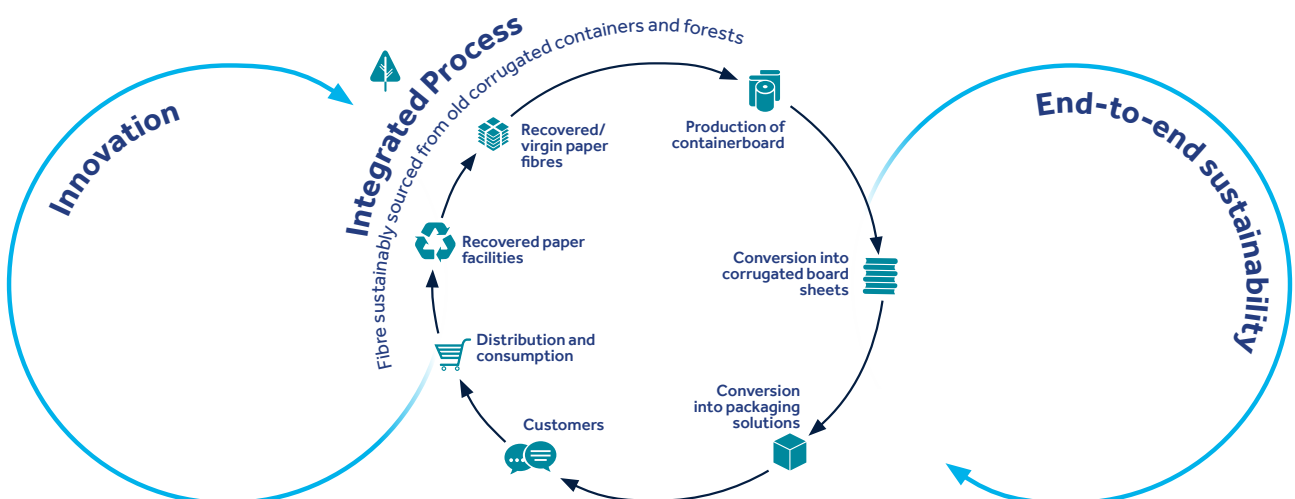 Innovation
Integrated Process
Fibre sustainably sourced from old corrugated containers and forests
Recovered/
virgin paper
fibres
Production of
containerboard
Recovered paper
facilities
Conversion into
corrugated board
sheets
Distribution and
consumption
Conversion
into packaging
solutions
Customers
End-to-end sustainability